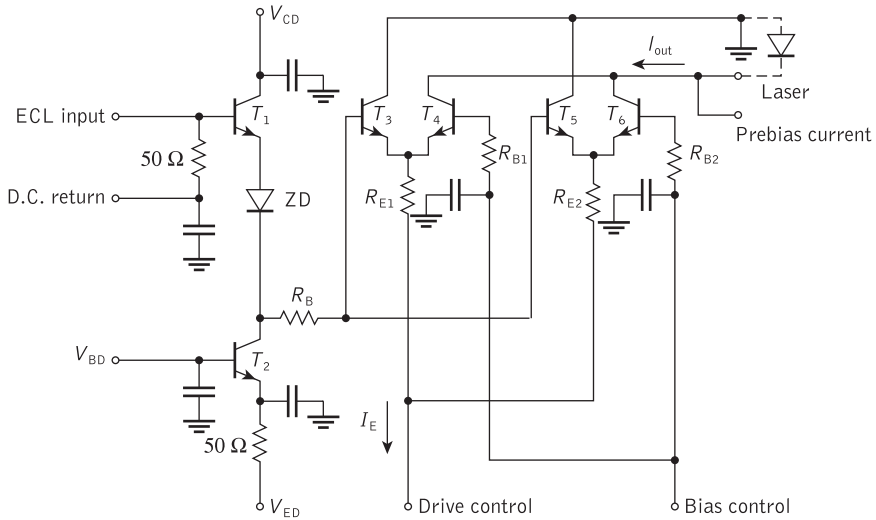 V_CD
I_out
Laser
ECL input
T_1
T_3
T_4
T_5
T_6
Prebias current
50 Ω
R_B1
R_B2
D.C. return
ZD
R_E1
R_E2
R_B
V_BD
T_2
I_E
50 Ω
V_ED
Drive control
Bias control